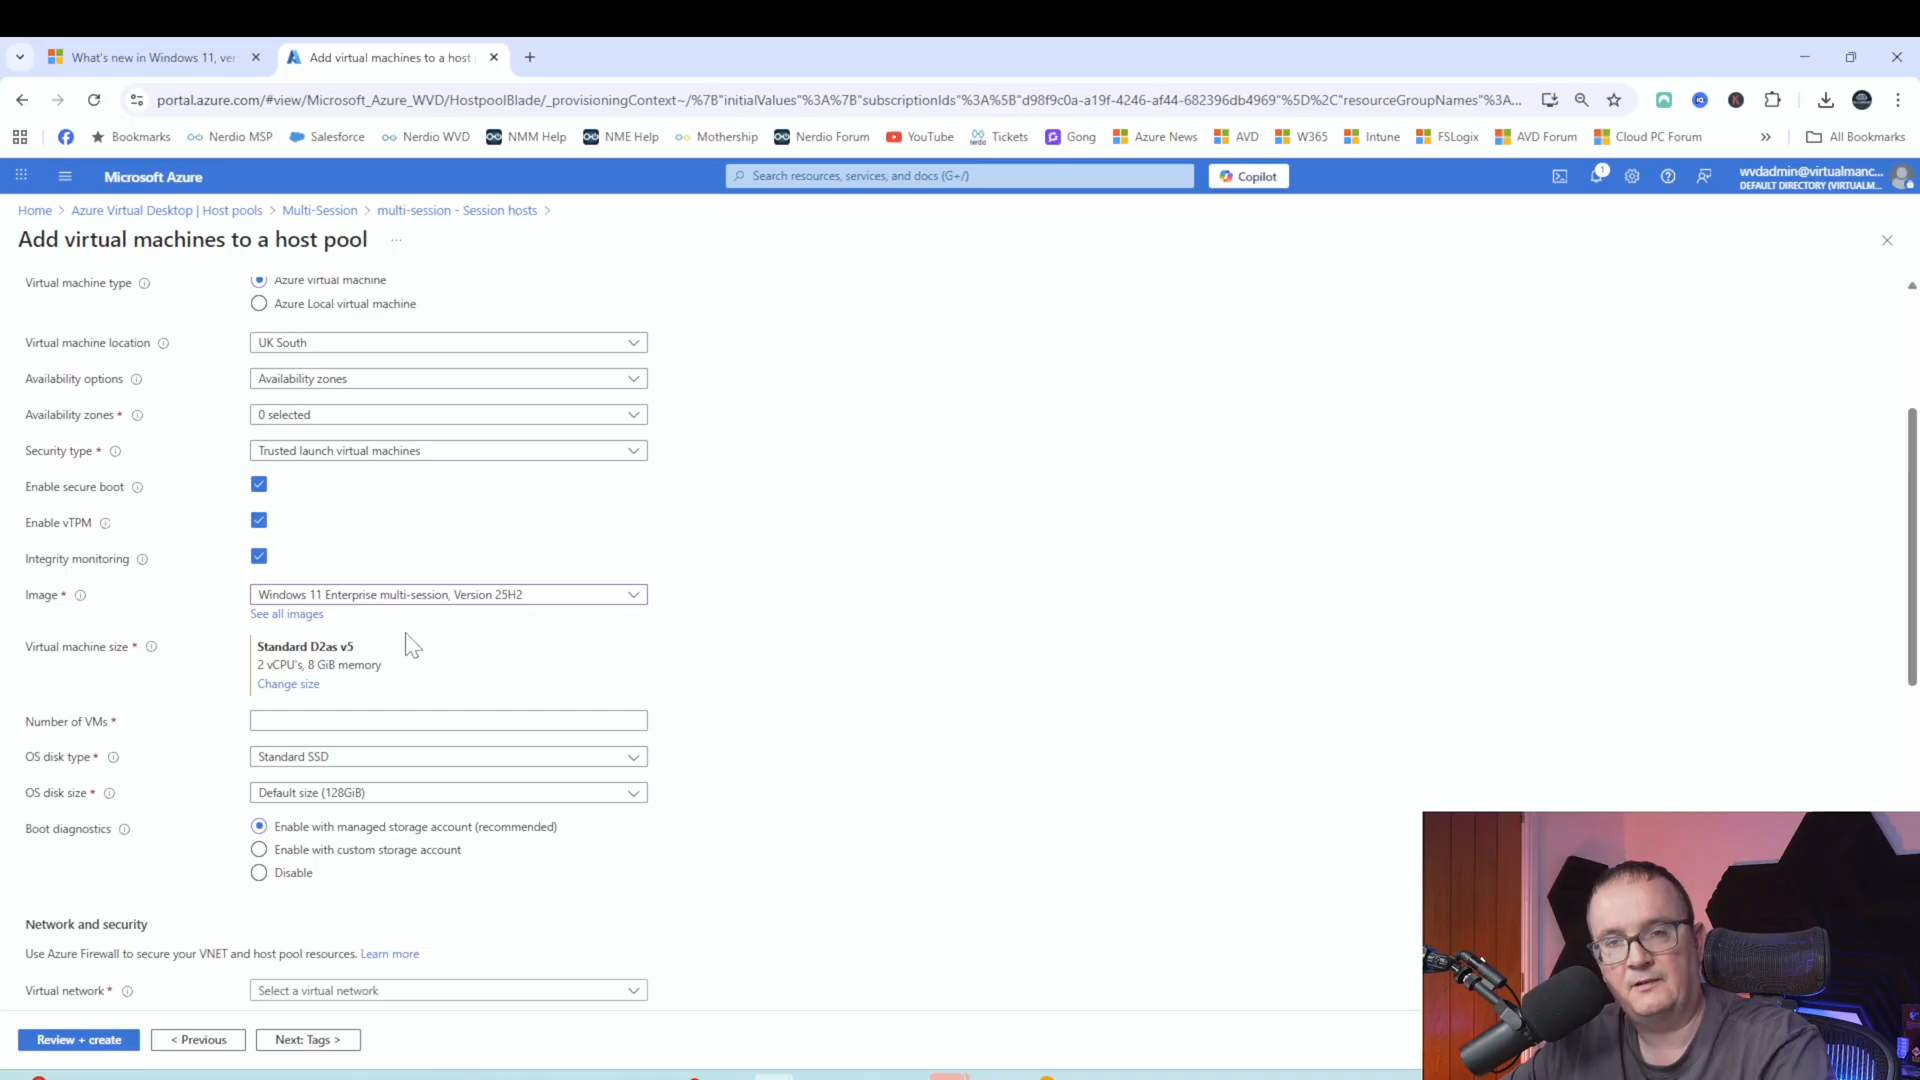 What's new in Windows 11, ver
Add virtual machines to a host
portal.azure.com/#view/Microsoft_Azure_WVD/HostpoolBlade/_provisioningContext~/%7B"initialValues"%3A%7B"subscriptionIds"%3A%5B"d98f9c0a-a19f-4246-af44-682396db4969"%5D%2C"resourceGroupNames"%3A...
Bookmarks Nerdio MSP Salesforce Nerdio WVD NMM Help NME Help Mothership Nerdio Forum YouTube Tickets Gong Azure News AVD W365 Intune FSLogix AVD Forum Cloud PC Forum » All Bookmarks
Microsoft Azure
Search resources, services, and docs (G+/)
Copilot
1
wvdadmin@virtualmanc...
DEFAULT DIRECTORY (VIRTUALM...
Home > Azure Virtual Desktop | Host pools > Multi-Session > multi-session - Session hosts >
Add virtual machines to a host pool ...
Virtual machine type
Azure virtual machine
Azure Local virtual machine
Virtual machine location UK South
Availability options Availability zones
Availability zones * 0 selected
Security type * Trusted launch virtual machines
Enable secure boot
Enable vTPM
Integrity monitoring
Image * Windows 11 Enterprise multi-session, Version 25H2
See all images
Virtual machine size * Standard D2as v5
2 vCPU's, 8 GiB memory
Change size
Number of VMs *
OS disk type * Standard SSD
OS disk size * Default size (128GiB)
Boot diagnostics Enable with managed storage account (recommended)
Enable with custom storage account
Disable
Network and security
Use Azure Firewall to secure your VNET and host pool resources. Learn more
Virtual network * Select a virtual network
Review + create
< Previous
Next: Tags >